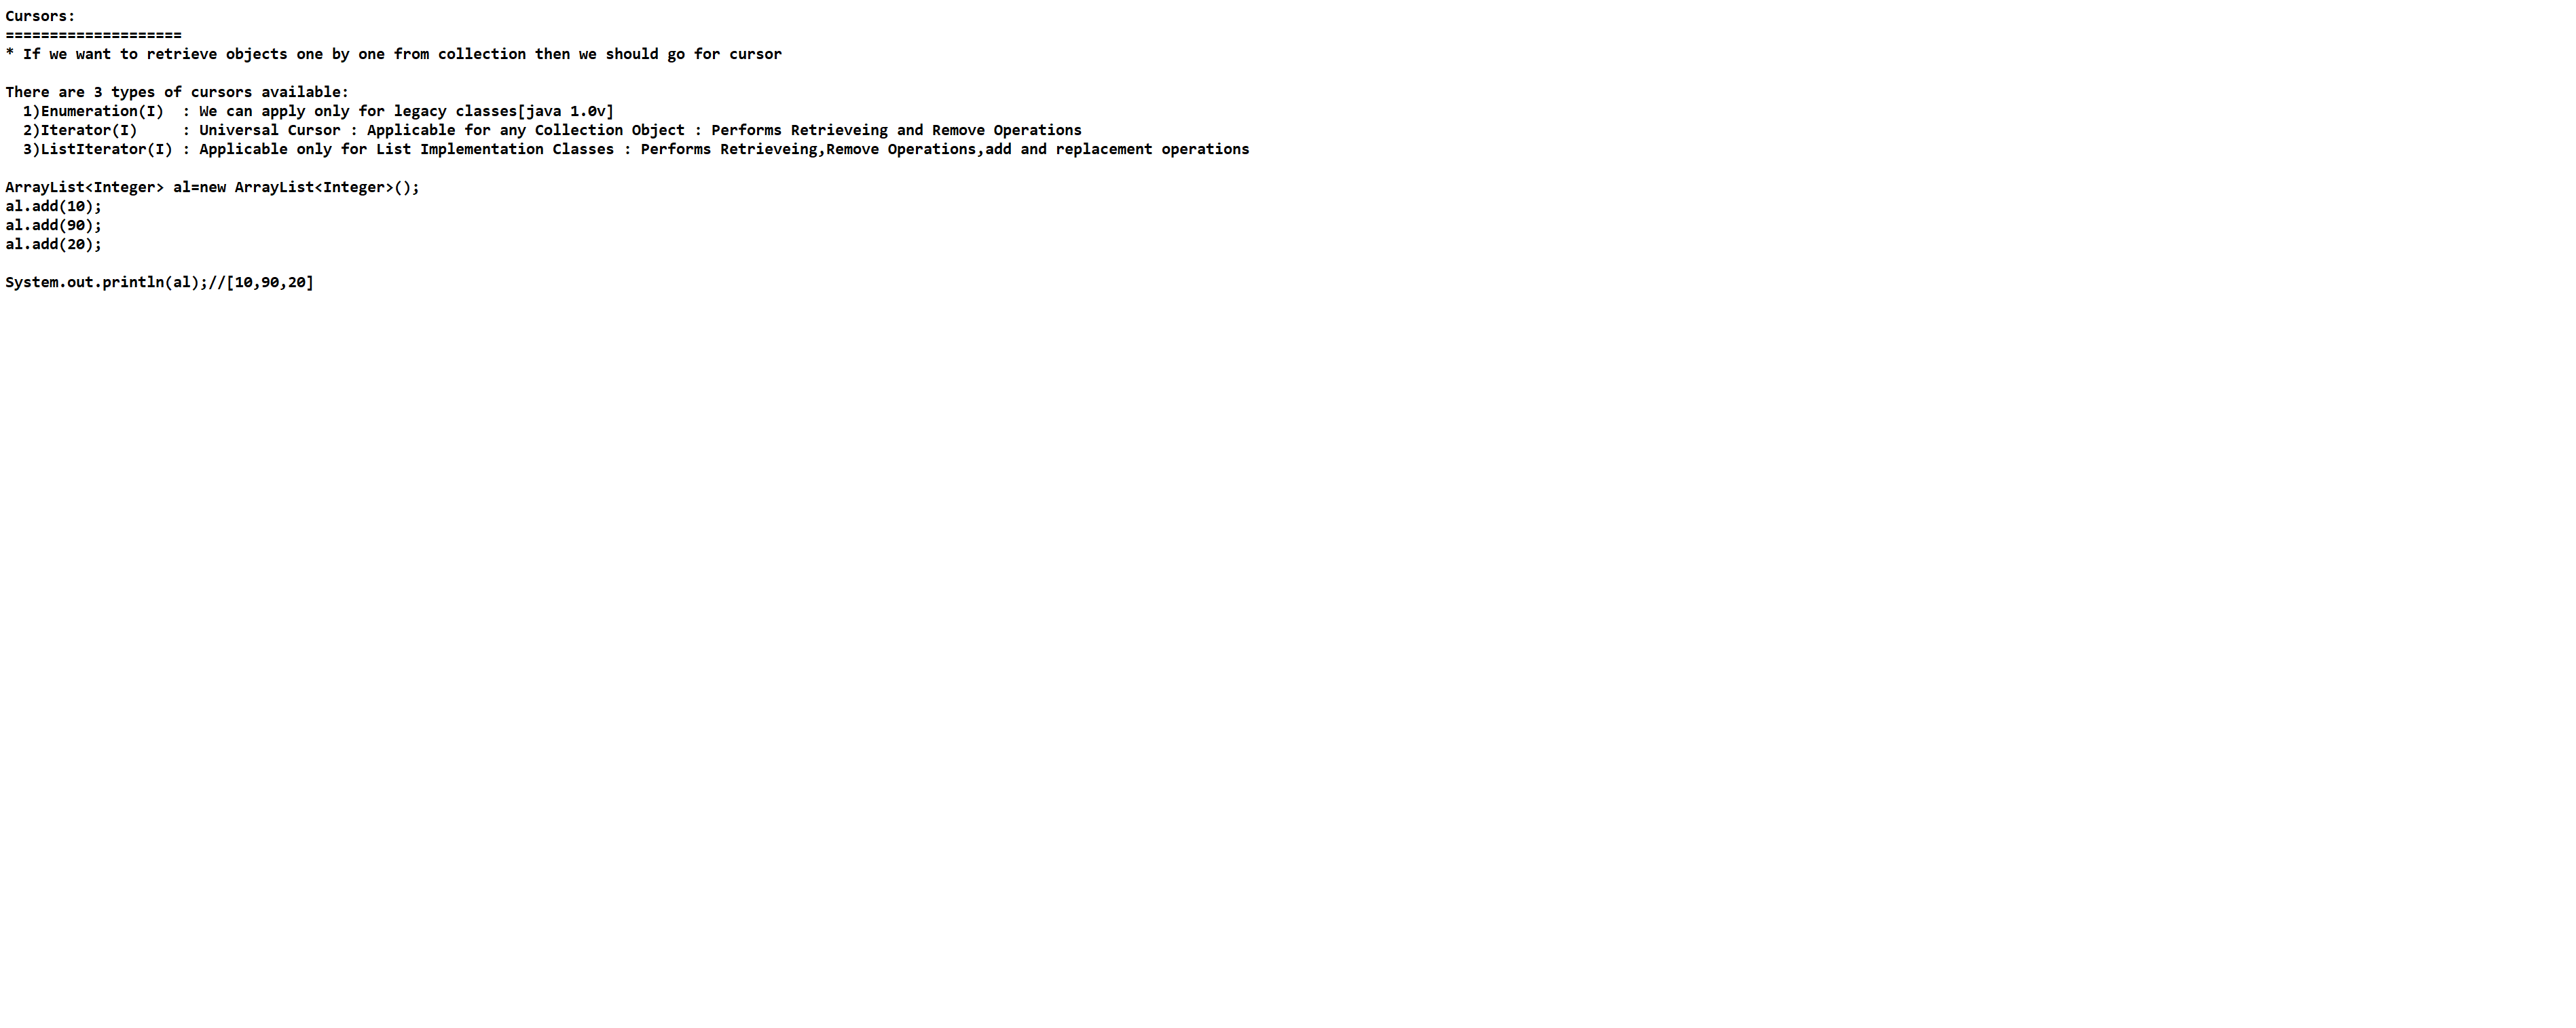 Cursors:
====================
* If we want to retrieve objects one by one from collection then we should go for cursor
There are 3 types of cursors available:
1)Enumeration(I)  : We can apply only for legacy classes[java 1.0v]
2)Iterator(I)     : Universal Cursor : Applicable for any Collection Object : Performs Retrieveing and Remove Operations
3)ListIterator(I) : Applicable only for List Implementation Classes : Performs Retrieveing,Remove Operations,add and replacement operations
ArrayList<Integer> al=new ArrayList<Integer>();
al.add(10);
al.add(90);
al.add(20);
System.out.println(al);//[10,90,20]